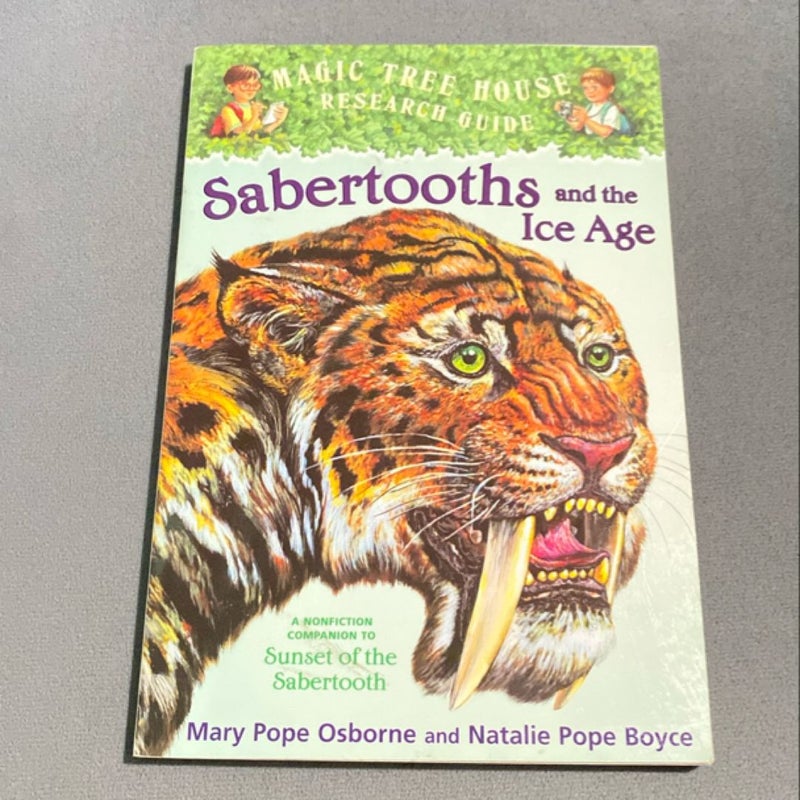 MAGIC TREE HOUSE
RESEARCH GUIDE
Sabertooths and the
Ice Age
A NONFICTION
COMPANION TO
Sunset of the
Sabertooth
Mary Pope Osborne and Natalie Pope Boyce